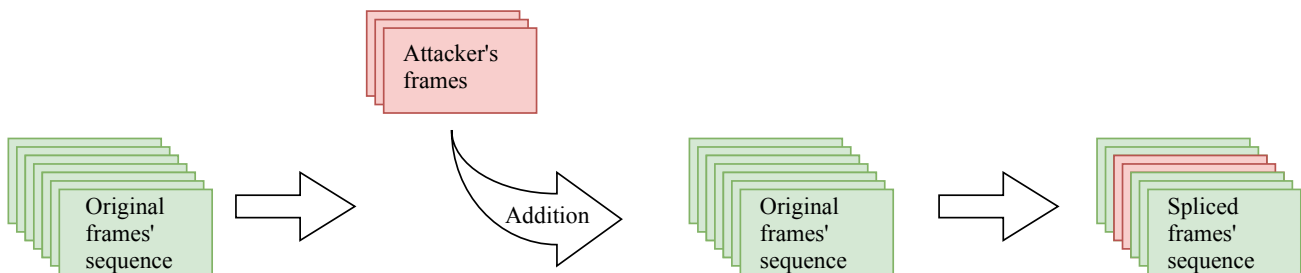 Attacker's
frames
Original
frames'
sequence
Addition
Original
frames'
sequence
Spliced
frames'
sequence